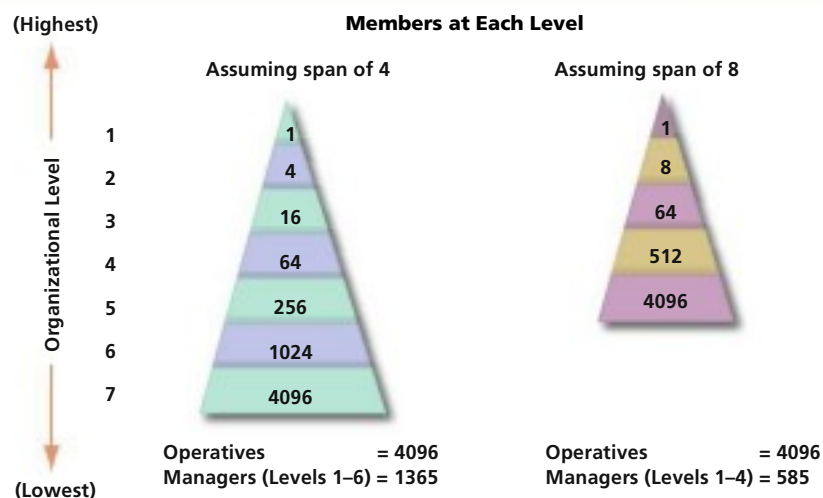 (Highest)
Members at Each Level
Assuming span of 4
Assuming span of 8
Organizational Level
1
2
3
4
5
6
7
1
4
16
64
256
1024
4096
1
8
64
512
4096
Operatives = 4096
Managers (Levels 1–6) = 1365
Operatives = 4096
Managers (Levels 1–4) = 585
(Lowest)